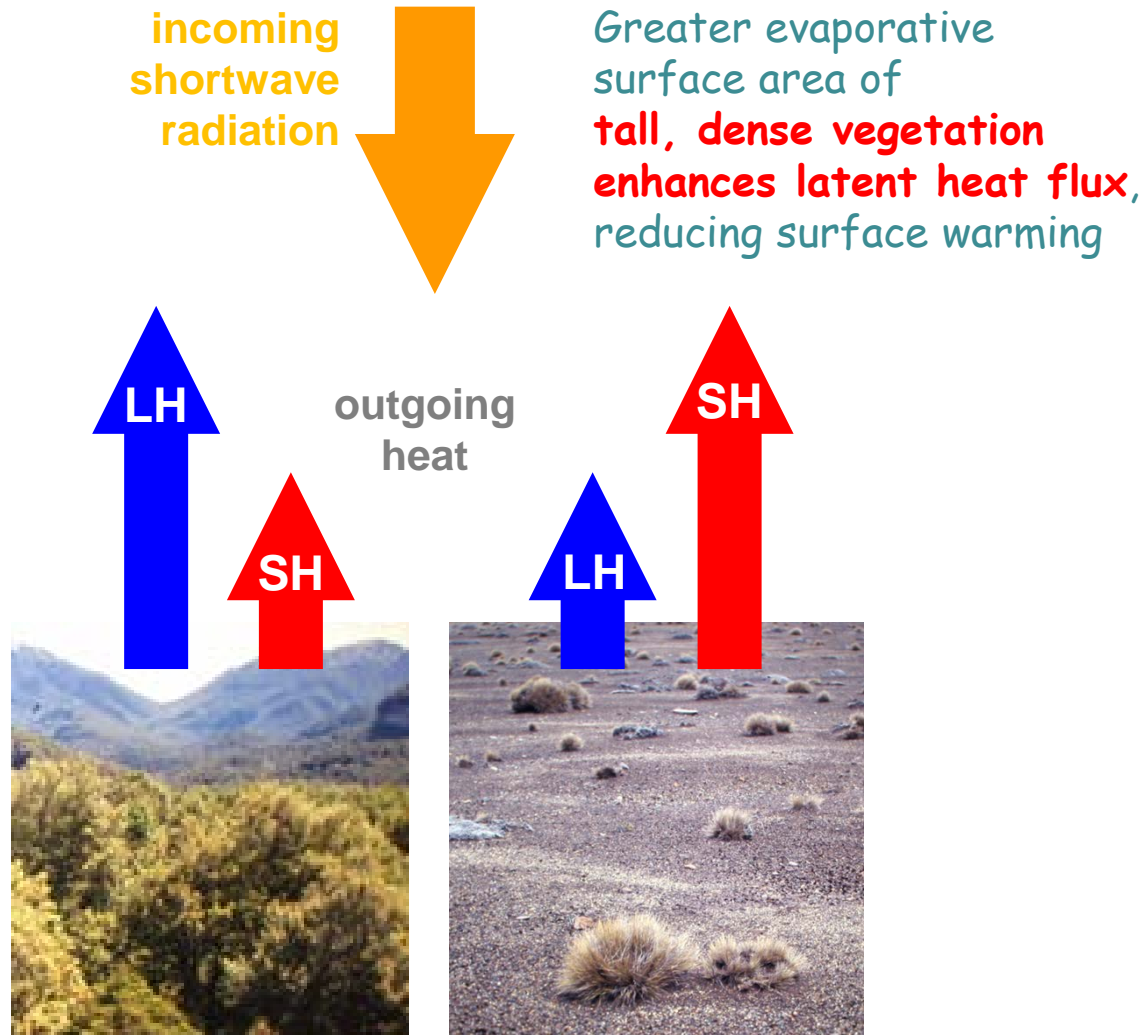 incoming
shortwave
radiation
Greater evaporative
surface area of
tall, dense vegetation
enhances latent heat flux,
reducing surface warming
LH
SH
outgoing
heat
LH
SH